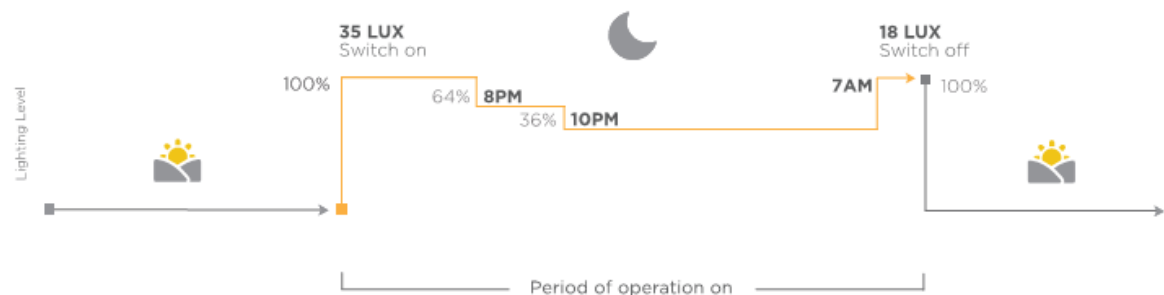 35 LUX
Switch on
18 LUX
Switch off
100%
64%
8PM
36%
10PM
7AM
100%
Lighting Level
Period of operation on